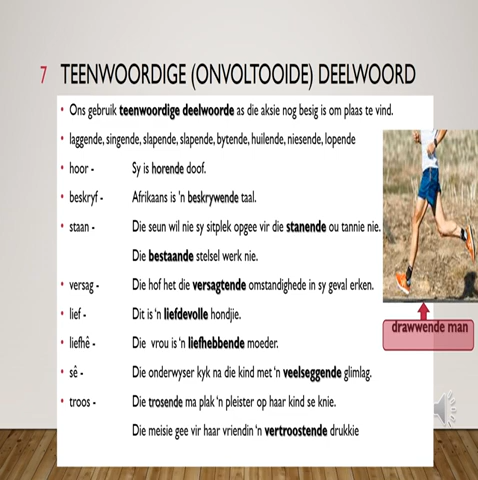 7 TEENWOORDIGE (ONVOLTOOIDE) DEELWOORD
Ons gebruik teenwoordige deelwoorde as die aksie nog besig is om plaas te vind.
laggende, singende, slapende, slapende, bytende, huilende, niesende, lopende
hoor - Sy is horende doof.
beskryf - Afrikaans is 'n beskrywende taal.
staan - Die seun wil nie sy sitplek opgee vir die stanende ou tannie nie.
Die bestaande stelsel werk nie.
versag - Die hof het die versagtende omstandighede in sy geval erken.
lief - Dit is 'n liefdevolle hondjie.
liefhê - Die vrou is 'n liefhebbende moeder.
sê - Die onderwyser kyk na die kind met 'n veelseggende glimlag.
troos - Die trosende ma plak 'n pleister op haar kind se knie.
Die meisie gee vir haar vriendin 'n vertroostende drukkie
drawwende man